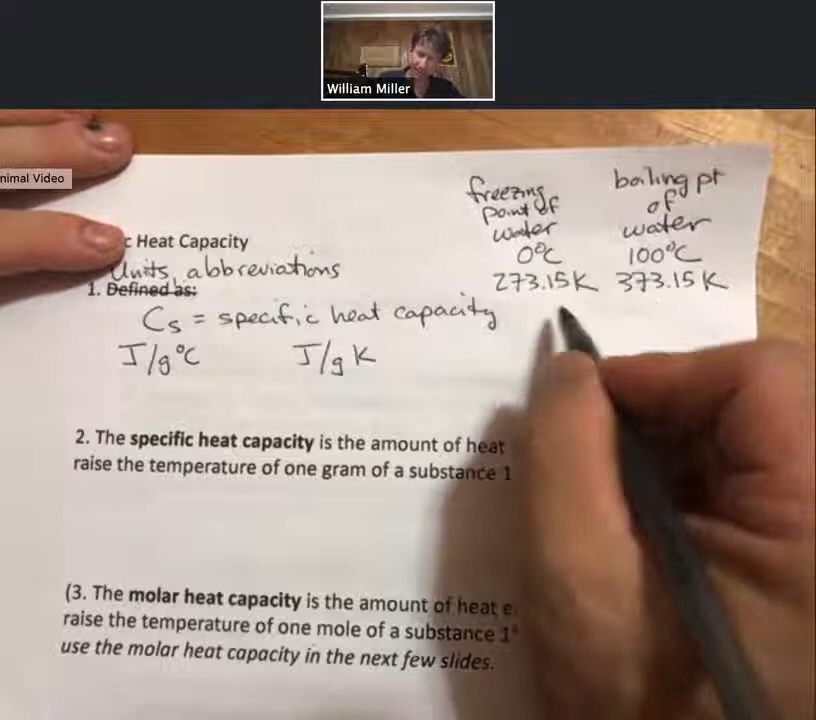 William Miller
nimal Video
freezing
point of
water
0°C
273.15K
boiling pt
of
water
100°C
373.15K
c Heat Capacity
Units, abbreviations
1. Defined as:
Cs = specific heat capacity
J/g°C J/g K
2. The specific heat capacity is the amount of heat
raise the temperature of one gram of a substance 1
(3. The molar heat capacity is the amount of heat e
raise the temperature of one mole of a substance 1°
use the molar heat capacity in the next few slides.